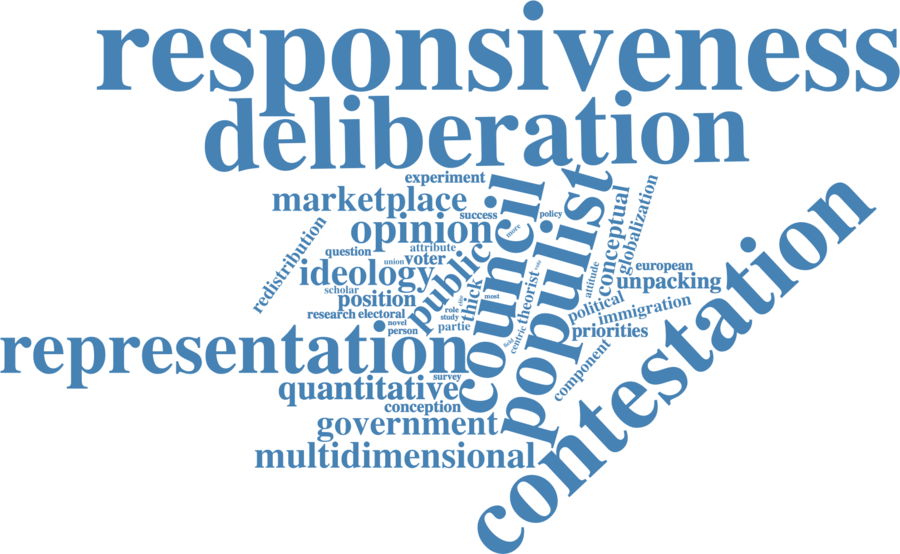 responsiveness
deliberation
experiment
marketplace
success
policy
opinion
more
council
populist
conceptual
globalization
redistribution
question
attribute
union
voter
public
ideology
scholar
position
thick
most
theorist
attitude
european
unpacking
political
immigration
research electoral
role
study
novel
person
partie
centric
field
priorities
representation
contestation
component
survey
quantitative
conception
government
multidimensional